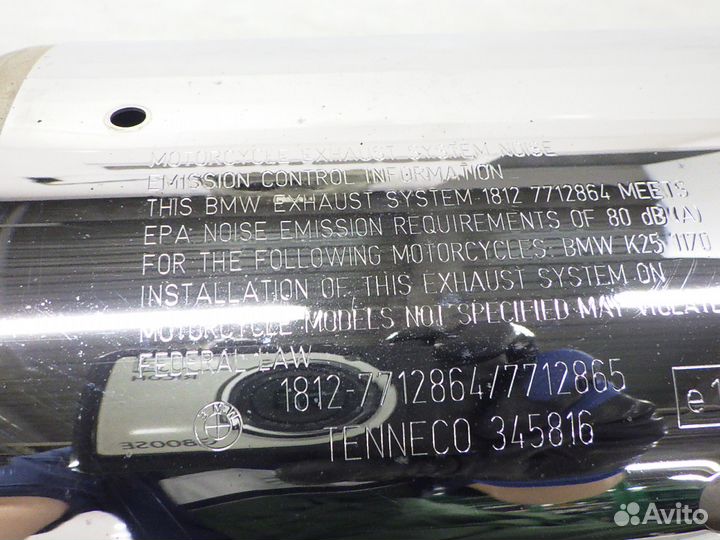 MOTORCYCLE EXHAUST SYSTEM NOISE
EMISSION CONTROL INFORMATION
THIS BMW EXHAUST SYSTEM 1812 7712864 MEETS
EPA NOISE EMISSION REQUIREMENTS OF 80 dB(A)
FOR THE FOLLOWING MOTORCYCLES: BMW K25/1170
INSTALLATION OF THIS EXHAUST SYSTEM ON
MOTORCYCLE MODELS NOT SPECIFIED MAY VIOLATE
FEDERAL LAW
1812-7712864/7712865
e1
BMW
TENNECO 345816
Avito